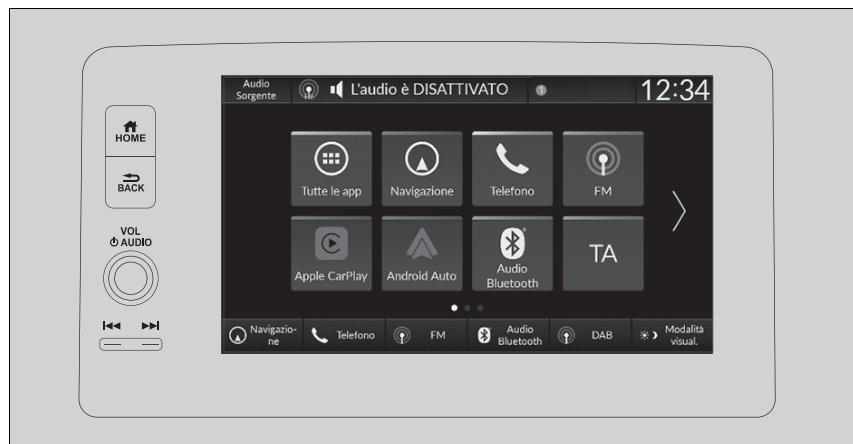 Audio
Sorgente
L'audio è DISATTIVATO
1
12:34
HOME
BACK
VOL
AUDIO
Tutte le app
Navigazione
Telefono
FM
Apple CarPlay
Android Auto
Audio
Bluetooth
TA
Navigazio-
ne
Telefono
FM
Audio
Bluetooth
DAB
Modalità
visual.